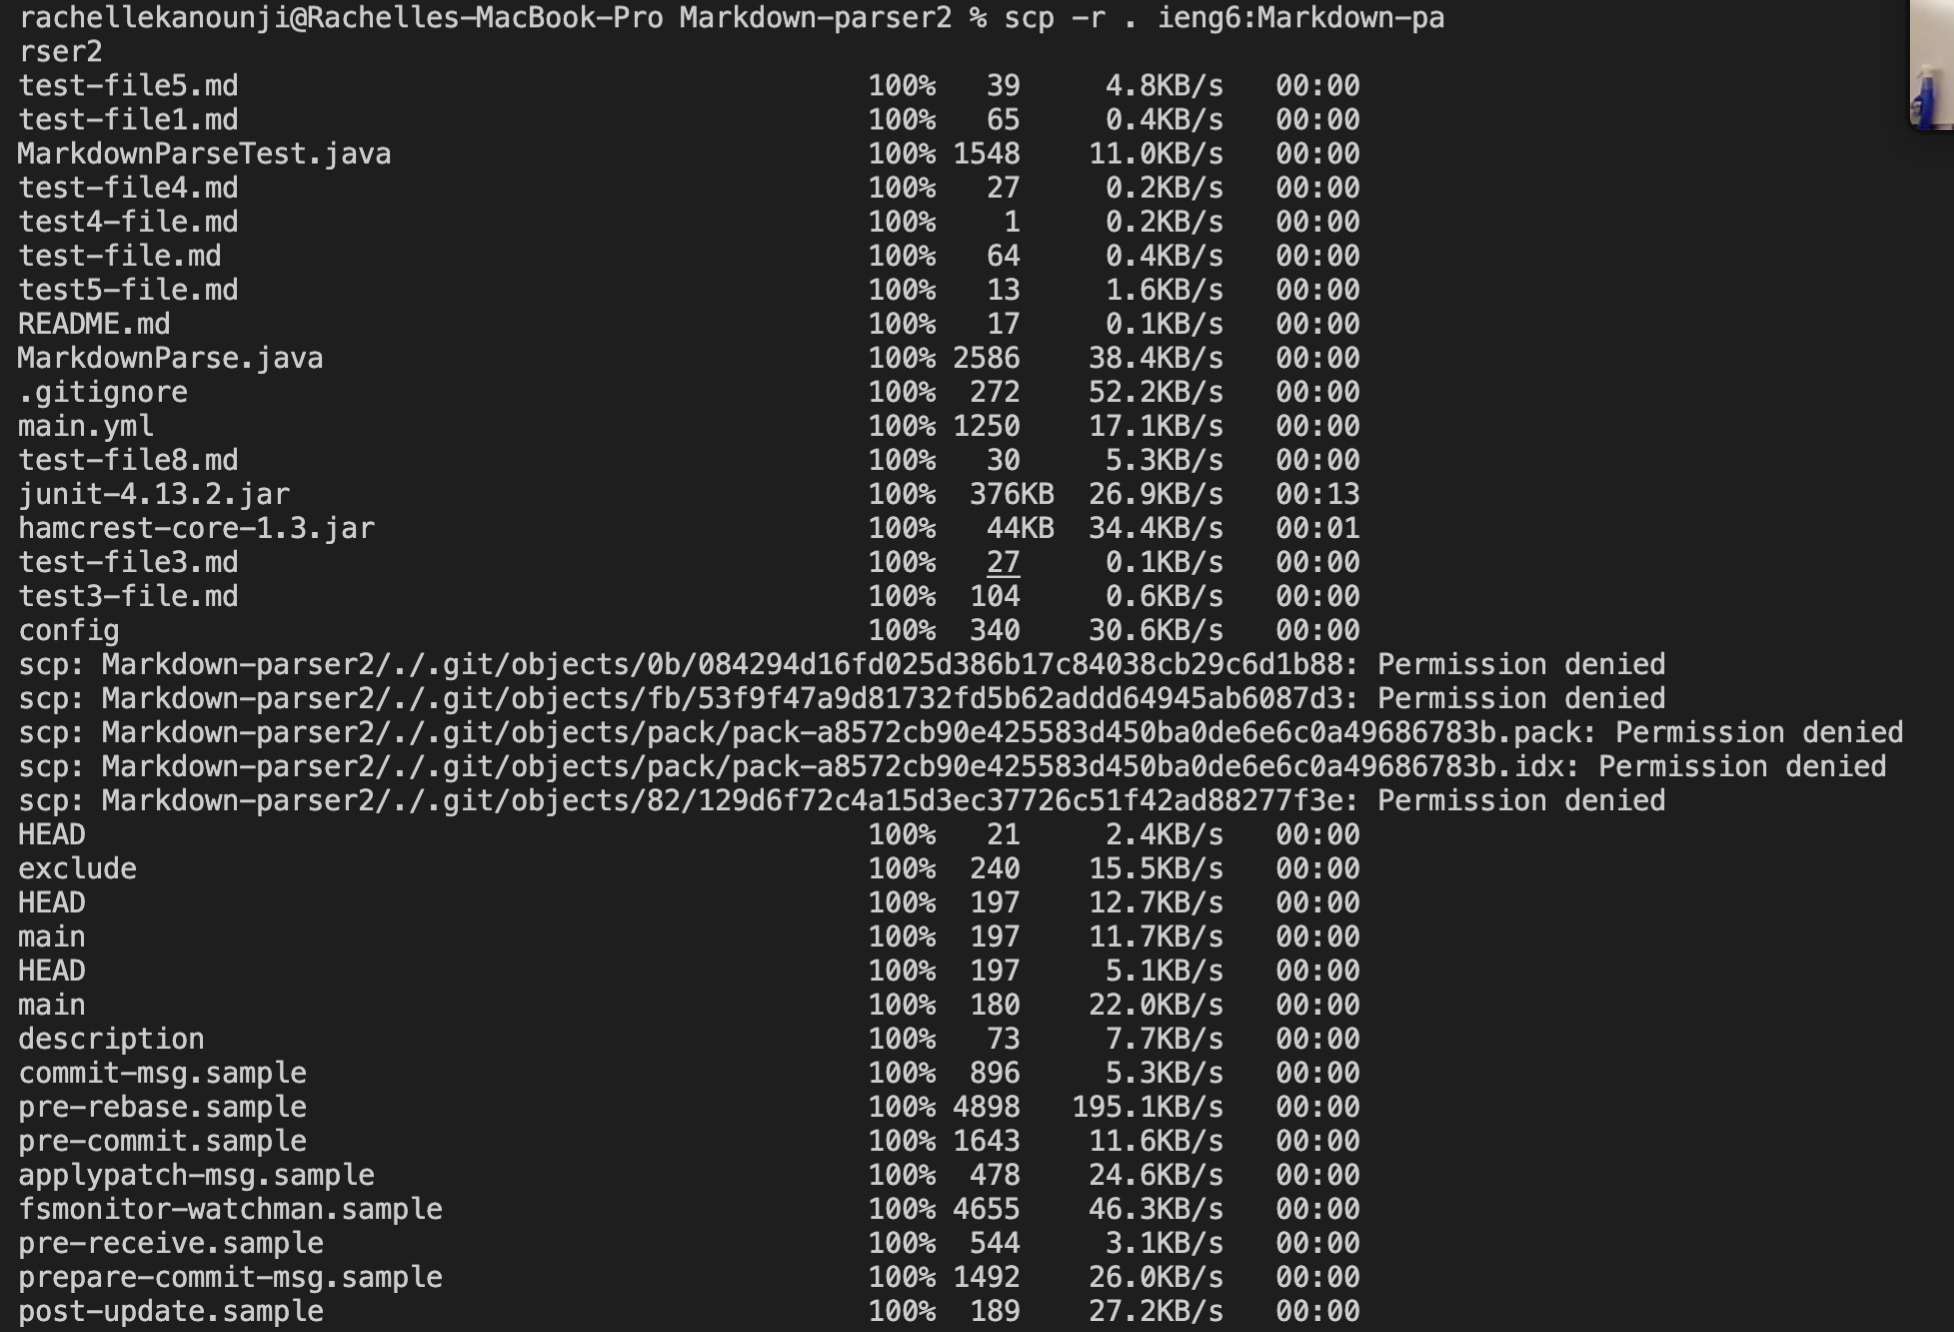 rachellekanounji@Rachelles-MacBook-Pro Markdown-parser2 % scp -r . ieng6:Markdown-pa
rser2
test-file5.md 100% 39 4.8KB/s 00:00
test-file1.md 100% 65 0.4KB/s 00:00
MarkdownParseTest.java 100% 1548 11.0KB/s 00:00
test-file4.md 100% 27 0.2KB/s 00:00
test4-file.md 100% 1 0.2KB/s 00:00
test-file.md 100% 64 0.4KB/s 00:00
test5-file.md 100% 13 1.6KB/s 00:00
README.md 100% 17 0.1KB/s 00:00
MarkdownParse.java 100% 2586 38.4KB/s 00:00
.gitignore 100% 272 52.2KB/s 00:00
main.yml 100% 1250 17.1KB/s 00:00
test-file8.md 100% 30 5.3KB/s 00:00
junit-4.13.2.jar 100% 376KB 26.9KB/s 00:13
hamcrest-core-1.3.jar 100% 44KB 34.4KB/s 00:01
test-file3.md 100% 27 0.1KB/s 00:00
test3-file.md 100% 104 0.6KB/s 00:00
config 100% 340 30.6KB/s 00:00
scp: Markdown-parser2/./.git/objects/0b/084294d16fd025d386b17c84038cb29c6d1b88: Permission denied
scp: Markdown-parser2/./.git/objects/fb/53f9f47a9d81732fd5b62addd64945ab6087d3: Permission denied
scp: Markdown-parser2/./.git/objects/pack/pack-a8572cb90e425583d450ba0de6e6c0a49686783b.pack: Permission denied
scp: Markdown-parser2/./.git/objects/pack/pack-a8572cb90e425583d450ba0de6e6c0a49686783b.idx: Permission denied
scp: Markdown-parser2/./.git/objects/82/129d6f72c4a15d3ec37726c51f42ad88277f3e: Permission denied
HEAD 100% 21 2.4KB/s 00:00
exclude 100% 240 15.5KB/s 00:00
HEAD 100% 197 12.7KB/s 00:00
main 100% 197 11.7KB/s 00:00
HEAD 100% 197 5.1KB/s 00:00
main 100% 180 22.0KB/s 00:00
description 100% 73 7.7KB/s 00:00
commit-msg.sample 100% 896 5.3KB/s 00:00
pre-rebase.sample 100% 4898 195.1KB/s 00:00
pre-commit.sample 100% 1643 11.6KB/s 00:00
applypatch-msg.sample 100% 478 24.6KB/s 00:00
fsmonitor-watchman.sample 100% 4655 46.3KB/s 00:00
pre-receive.sample 100% 544 3.1KB/s 00:00
prepare-commit-msg.sample 100% 1492 26.0KB/s 00:00
post-update.sample 100% 189 27.2KB/s 00:00